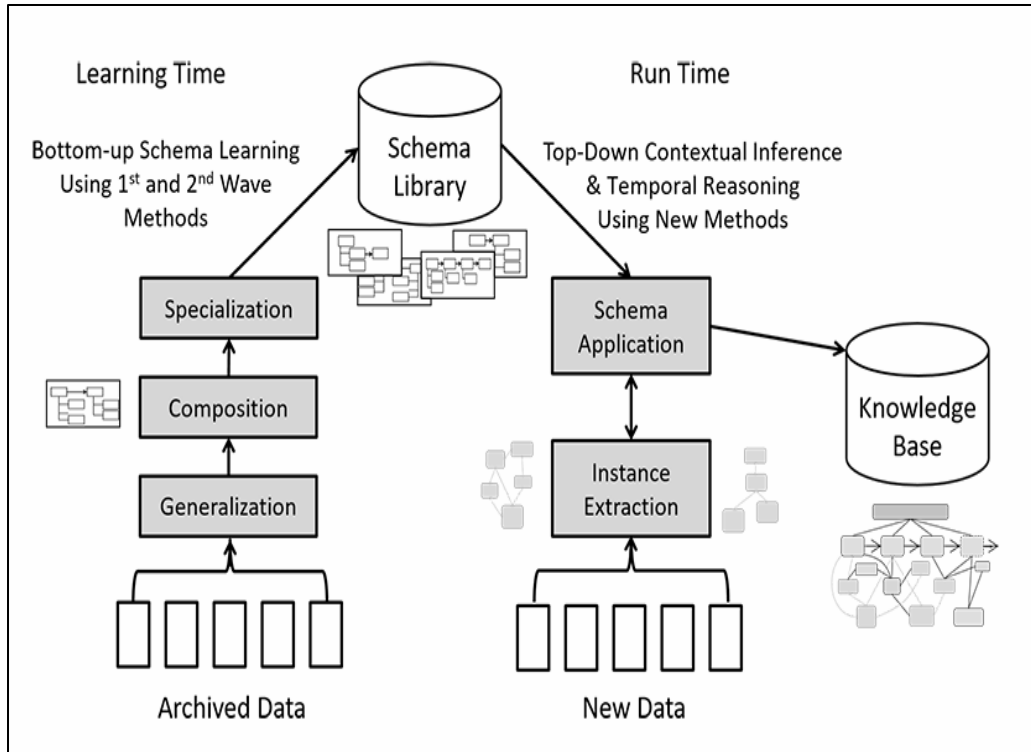 Learning Time
Run Time
Bottom-up Schema Learning
Using 1st and 2nd Wave
Methods
Schema
Library
Top-Down Contextual Inference
& Temporal Reasoning
Using New Methods
Specialization
Composition
Generalization
Schema
Application
Instance
Extraction
Knowledge
Base
Archived Data
New Data